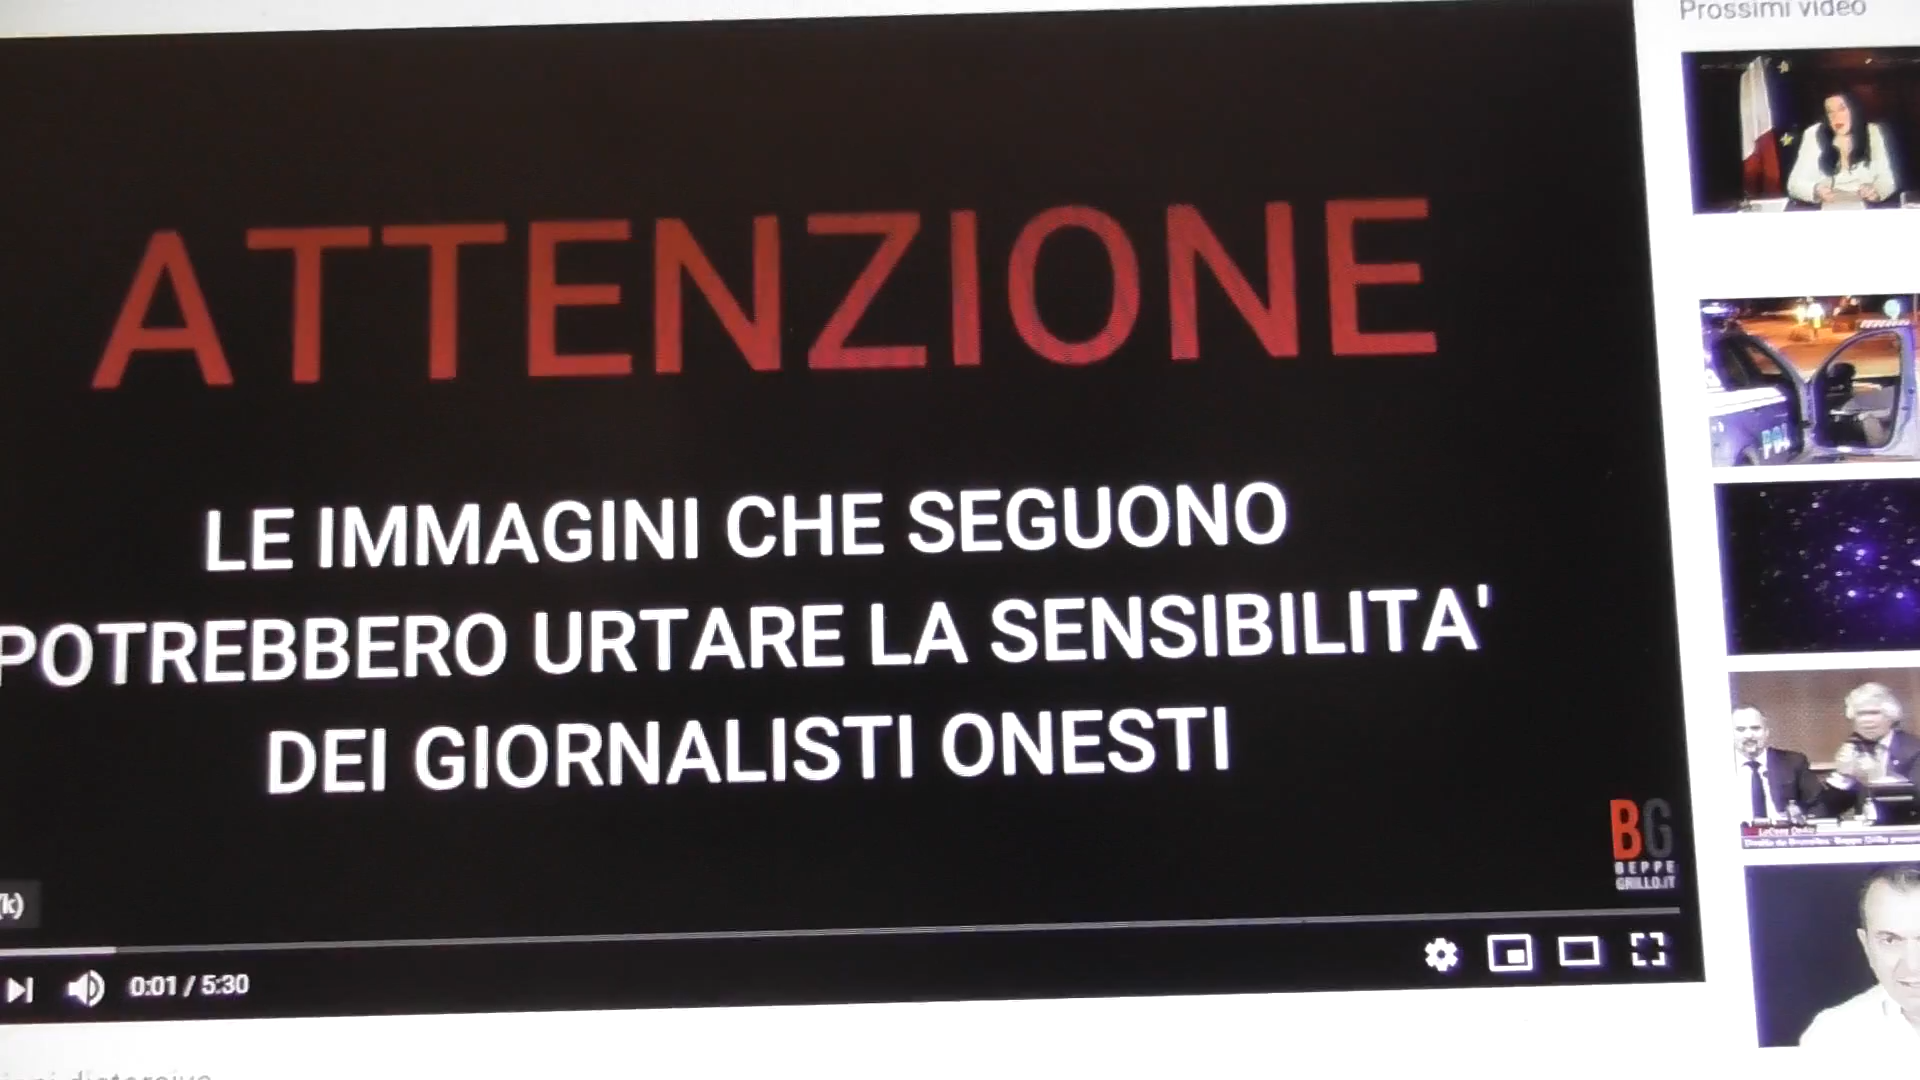 Prossimi video
ATTENZIONE
LE IMMAGINI CHE SEGUONO
POTREBBERO URTARE LA SENSIBILITA'
DEI GIORNALISTI ONESTI
BG
BEPPE
GRILLO.IT
(k)
0:01 / 5:30